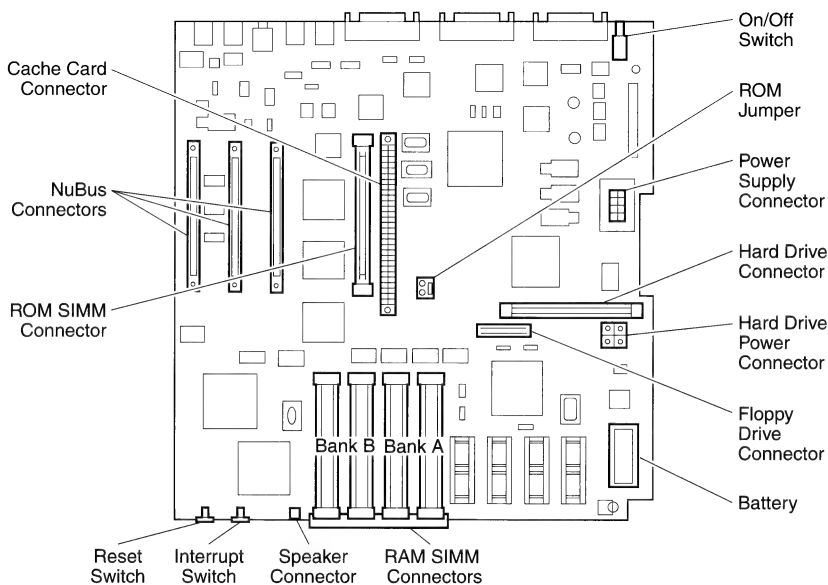 On/Off
Switch
Cache Card
Connector
ROM
Jumper
NuBus
Connectors
Power
Supply
Connector
Hard Drive
Connector
ROM SIMM
Connector
Hard Drive
Power
Connector
Bank B
Bank A
Floppy
Drive
Connector
Battery
Reset
Switch
Interrupt
Switch
Speaker
Connector
RAM SIMM
Connectors